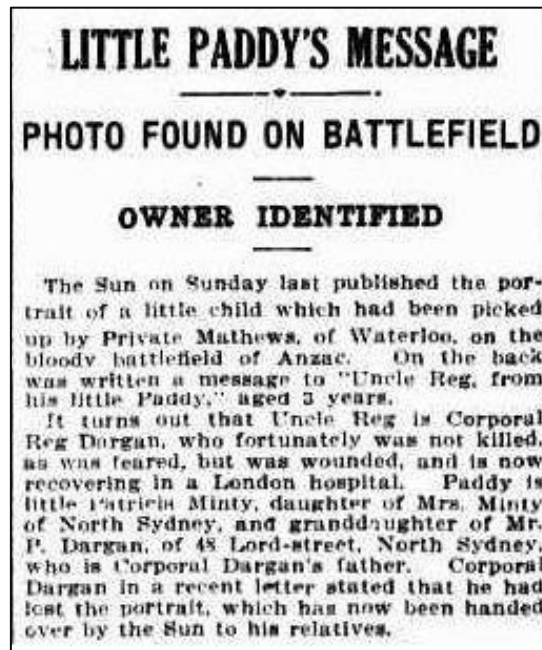 LITTLE PADDY'S MESSAGE
PHOTO FOUND ON BATTLEFIELD
OWNER IDENTIFIED
The Sun on Sunday last published the por-
trait of a little child which had been picked
up by Private Mathews, of Waterloo, on the
bloody battlefield of Anzac. On the back
was written a message to "Uncle Reg, from
his little Paddy," aged 3 years.
It turns out that Uncle Reg is Corporal
Reg Dargan, who fortunately was not killed,
as was feared, but was wounded, and is now
recovering in a London hospital. Paddy is
little Patricia Minty, daughter of Mrs. Minty
of North Sydney, and granddaughter of Mr.
P. Dargan, of 48 Lord-street, North Sydney,
who is Corporal Dargan's father. Corporal
Dargan in a recent letter stated that he had
lost the portrait, which has now been handed
over by the Sun to his relatives.